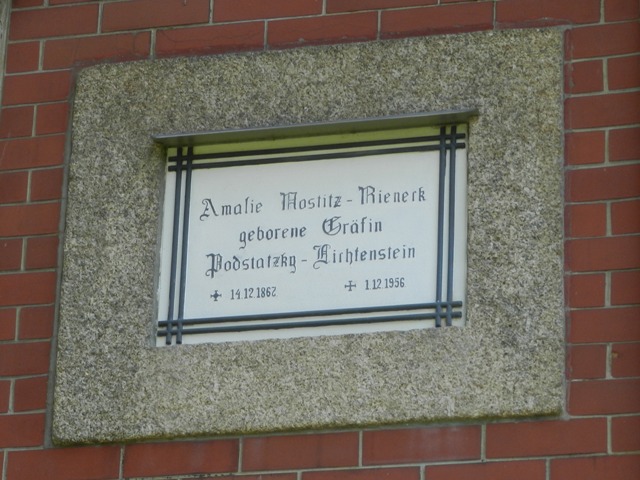 Amalie Nostitz - Rieneck
geborene Gräfin
Podstatzky - Lichtenstein
14.12.1862 1.12.1956